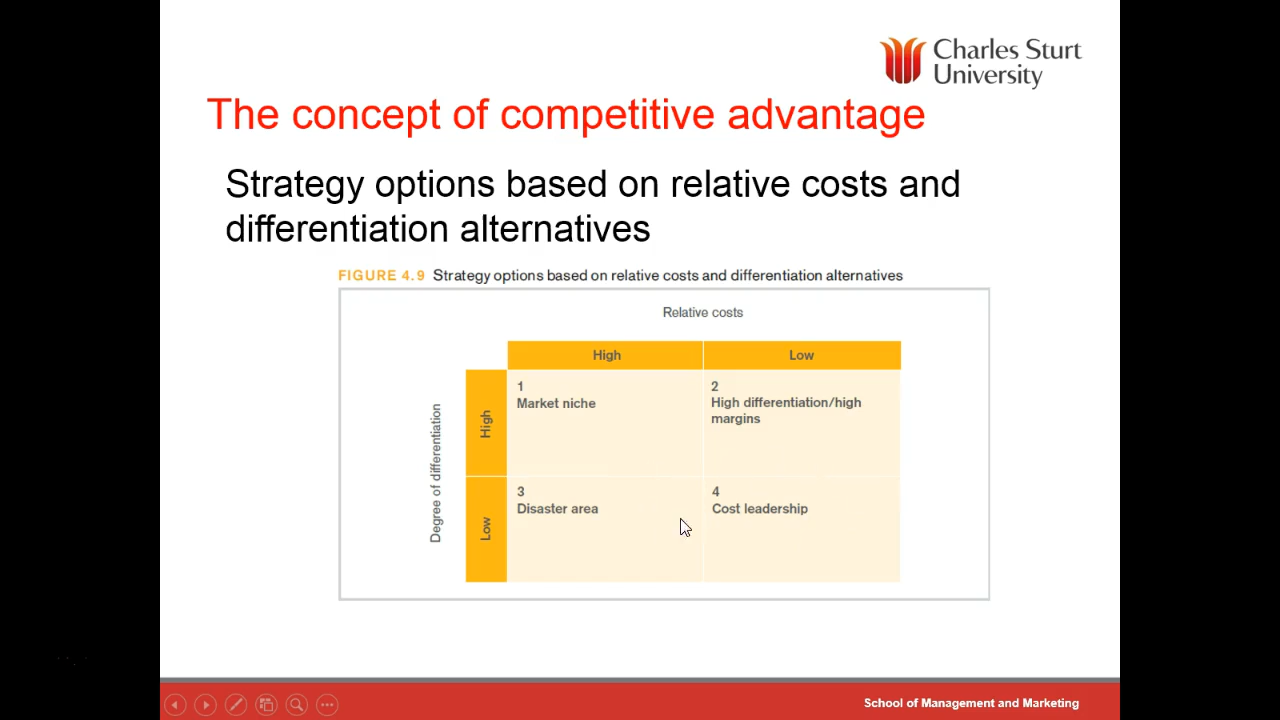 Charles Sturt
University
The concept of competitive advantage
Strategy options based on relative costs and
differentiation alternatives
FIGURE 4.9 Strategy options based on relative costs and differentiation alternatives
Relative costs
High
Low
Degree of differentiation
High
1
Market niche
2
High differentiation/high
margins
Low
3
Disaster area
4
Cost leadership
School of Management and Marketing